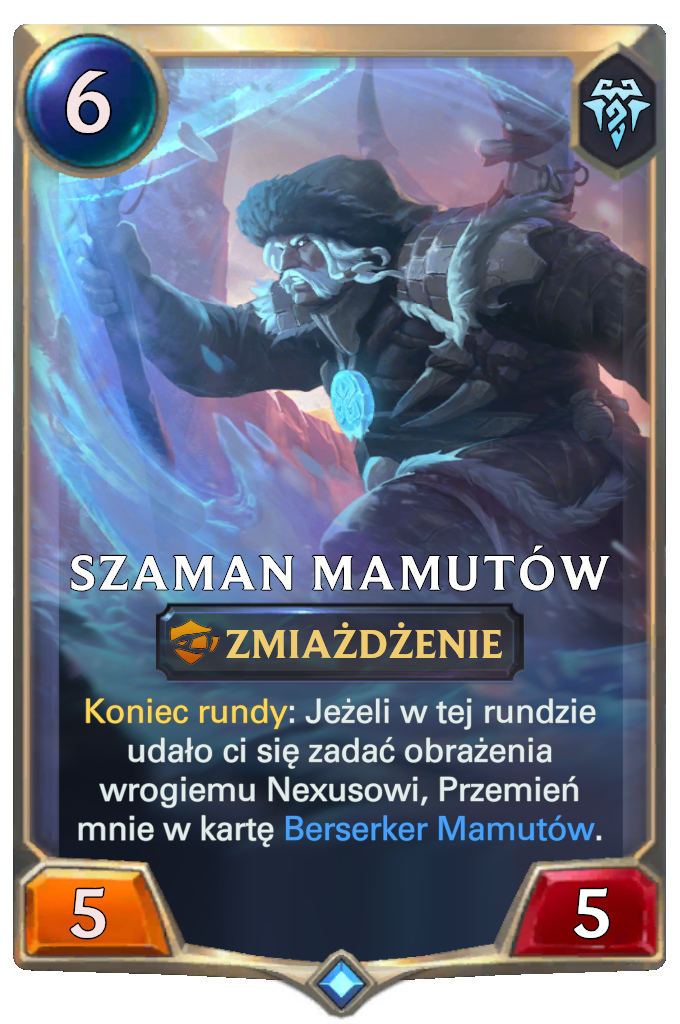 6
SZAMAN MAMUTÓW
ZMIAŻDŻENIE
Koniec rundy: Jeżeli w tej rundzie
udało ci się zadać obrażenia
wrogiemu Nexusowi, Przemień
mnie w kartę Berserker Mamutów.
5
5